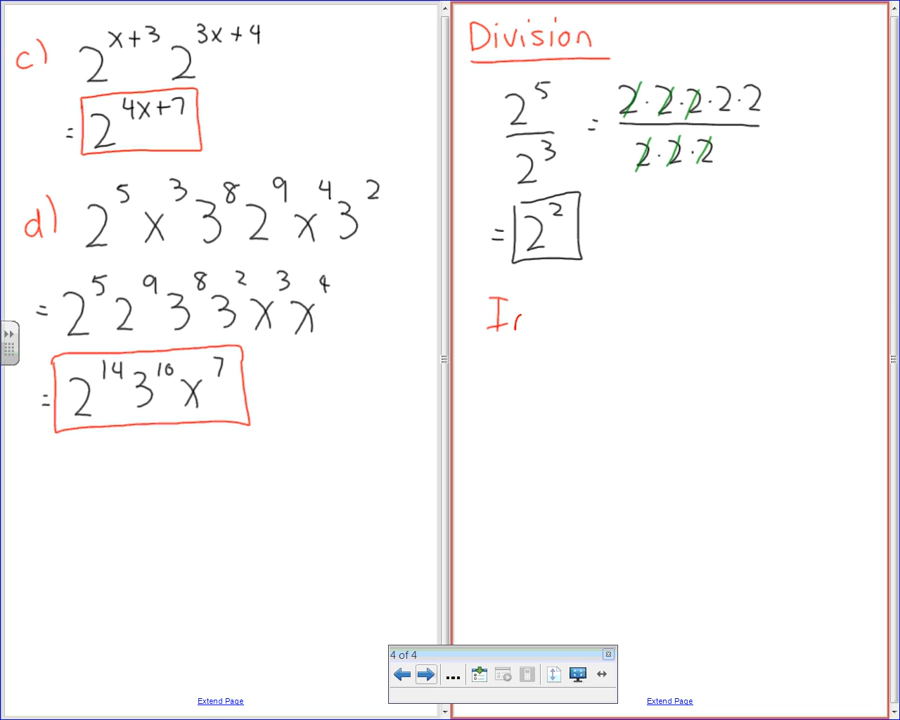 c) 2^{x+3} 2^{3x+4}
= 2^{4x+7}
d) 2^5 x^3 3^8 2^9 x^4 3^2
= 2^5 2^9 3^8 3^2 x^3 x^4
= 2^{14} 3^{10} x^7
Extend Page
Division
2^5 / 2^3 = 2·2·2·2·2 / 2·2·2
= 2^2
Extend Page
4 of 4
...